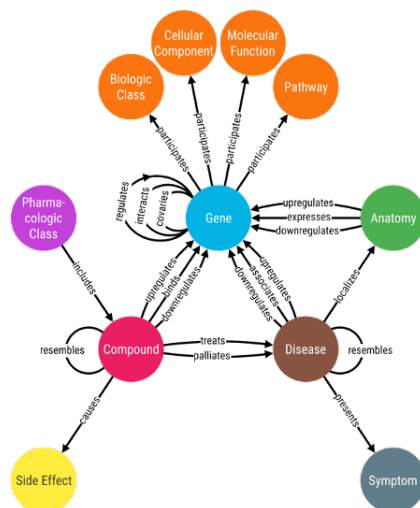 Cellular
Component
Molecular
Function
Biologic
Class
Pathway
participates
participates
participates
participates
regulates
interacts
covaries
Gene
upregulates
expresses
downregulates
Anatomy
Pharma-
cologic
Class
includes
upregulates
binds
downregulates
upregulates
associates
downregulates
localizes
resembles
Compound
treats
palliates
Disease
resembles
causes
presents
Side Effect
Symptom